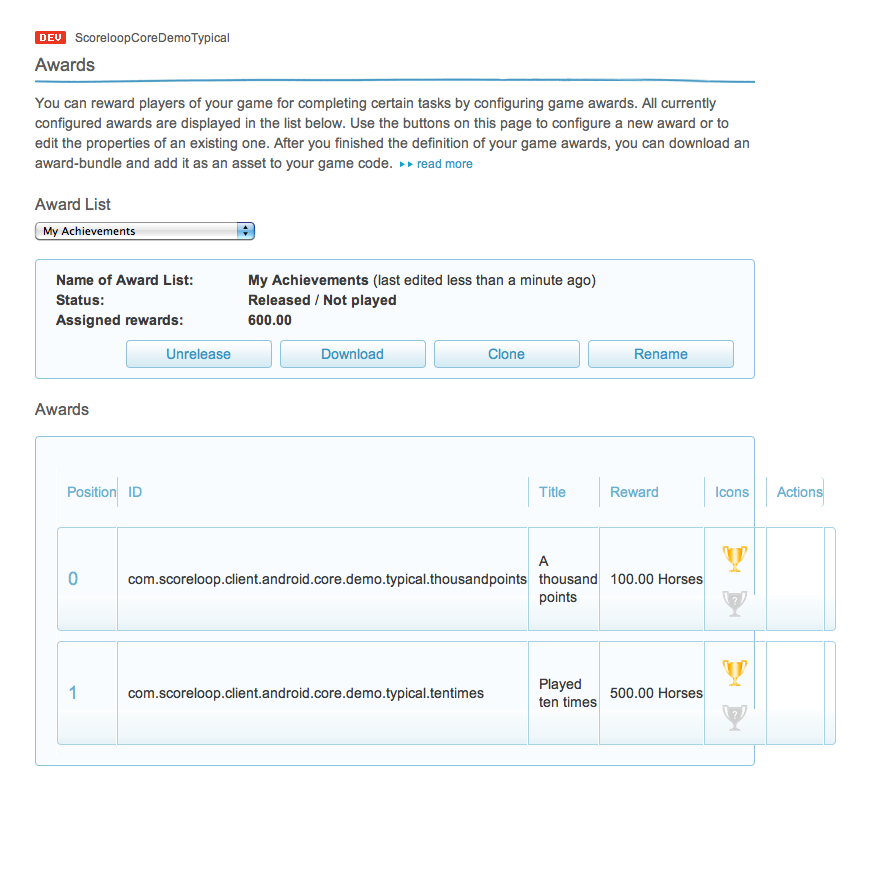 DEV ScoreloopCoreDemoTypical
Awards
You can reward players of your game for completing certain tasks by configuring game awards. All currently
configured awards are displayed in the list below. Use the buttons on this page to configure a new award or to
edit the properties of an existing one. After you finished the definition of your game awards, you can download an
award-bundle and add it as an asset to your game code. read more
Award List
My Achievements
Name of Award List: My Achievements (last edited less than a minute ago)
Status: Released / Not played
Assigned rewards: 600.00
Unrelease Download Clone Rename
Awards
Position ID Title Reward Icons Actions
0 com.scoreloop.client.android.core.demo.typical.thousandpoints A thousand points 100.00 Horses ?
1 com.scoreloop.client.android.core.demo.typical.tentimes Played ten times 500.00 Horses ?